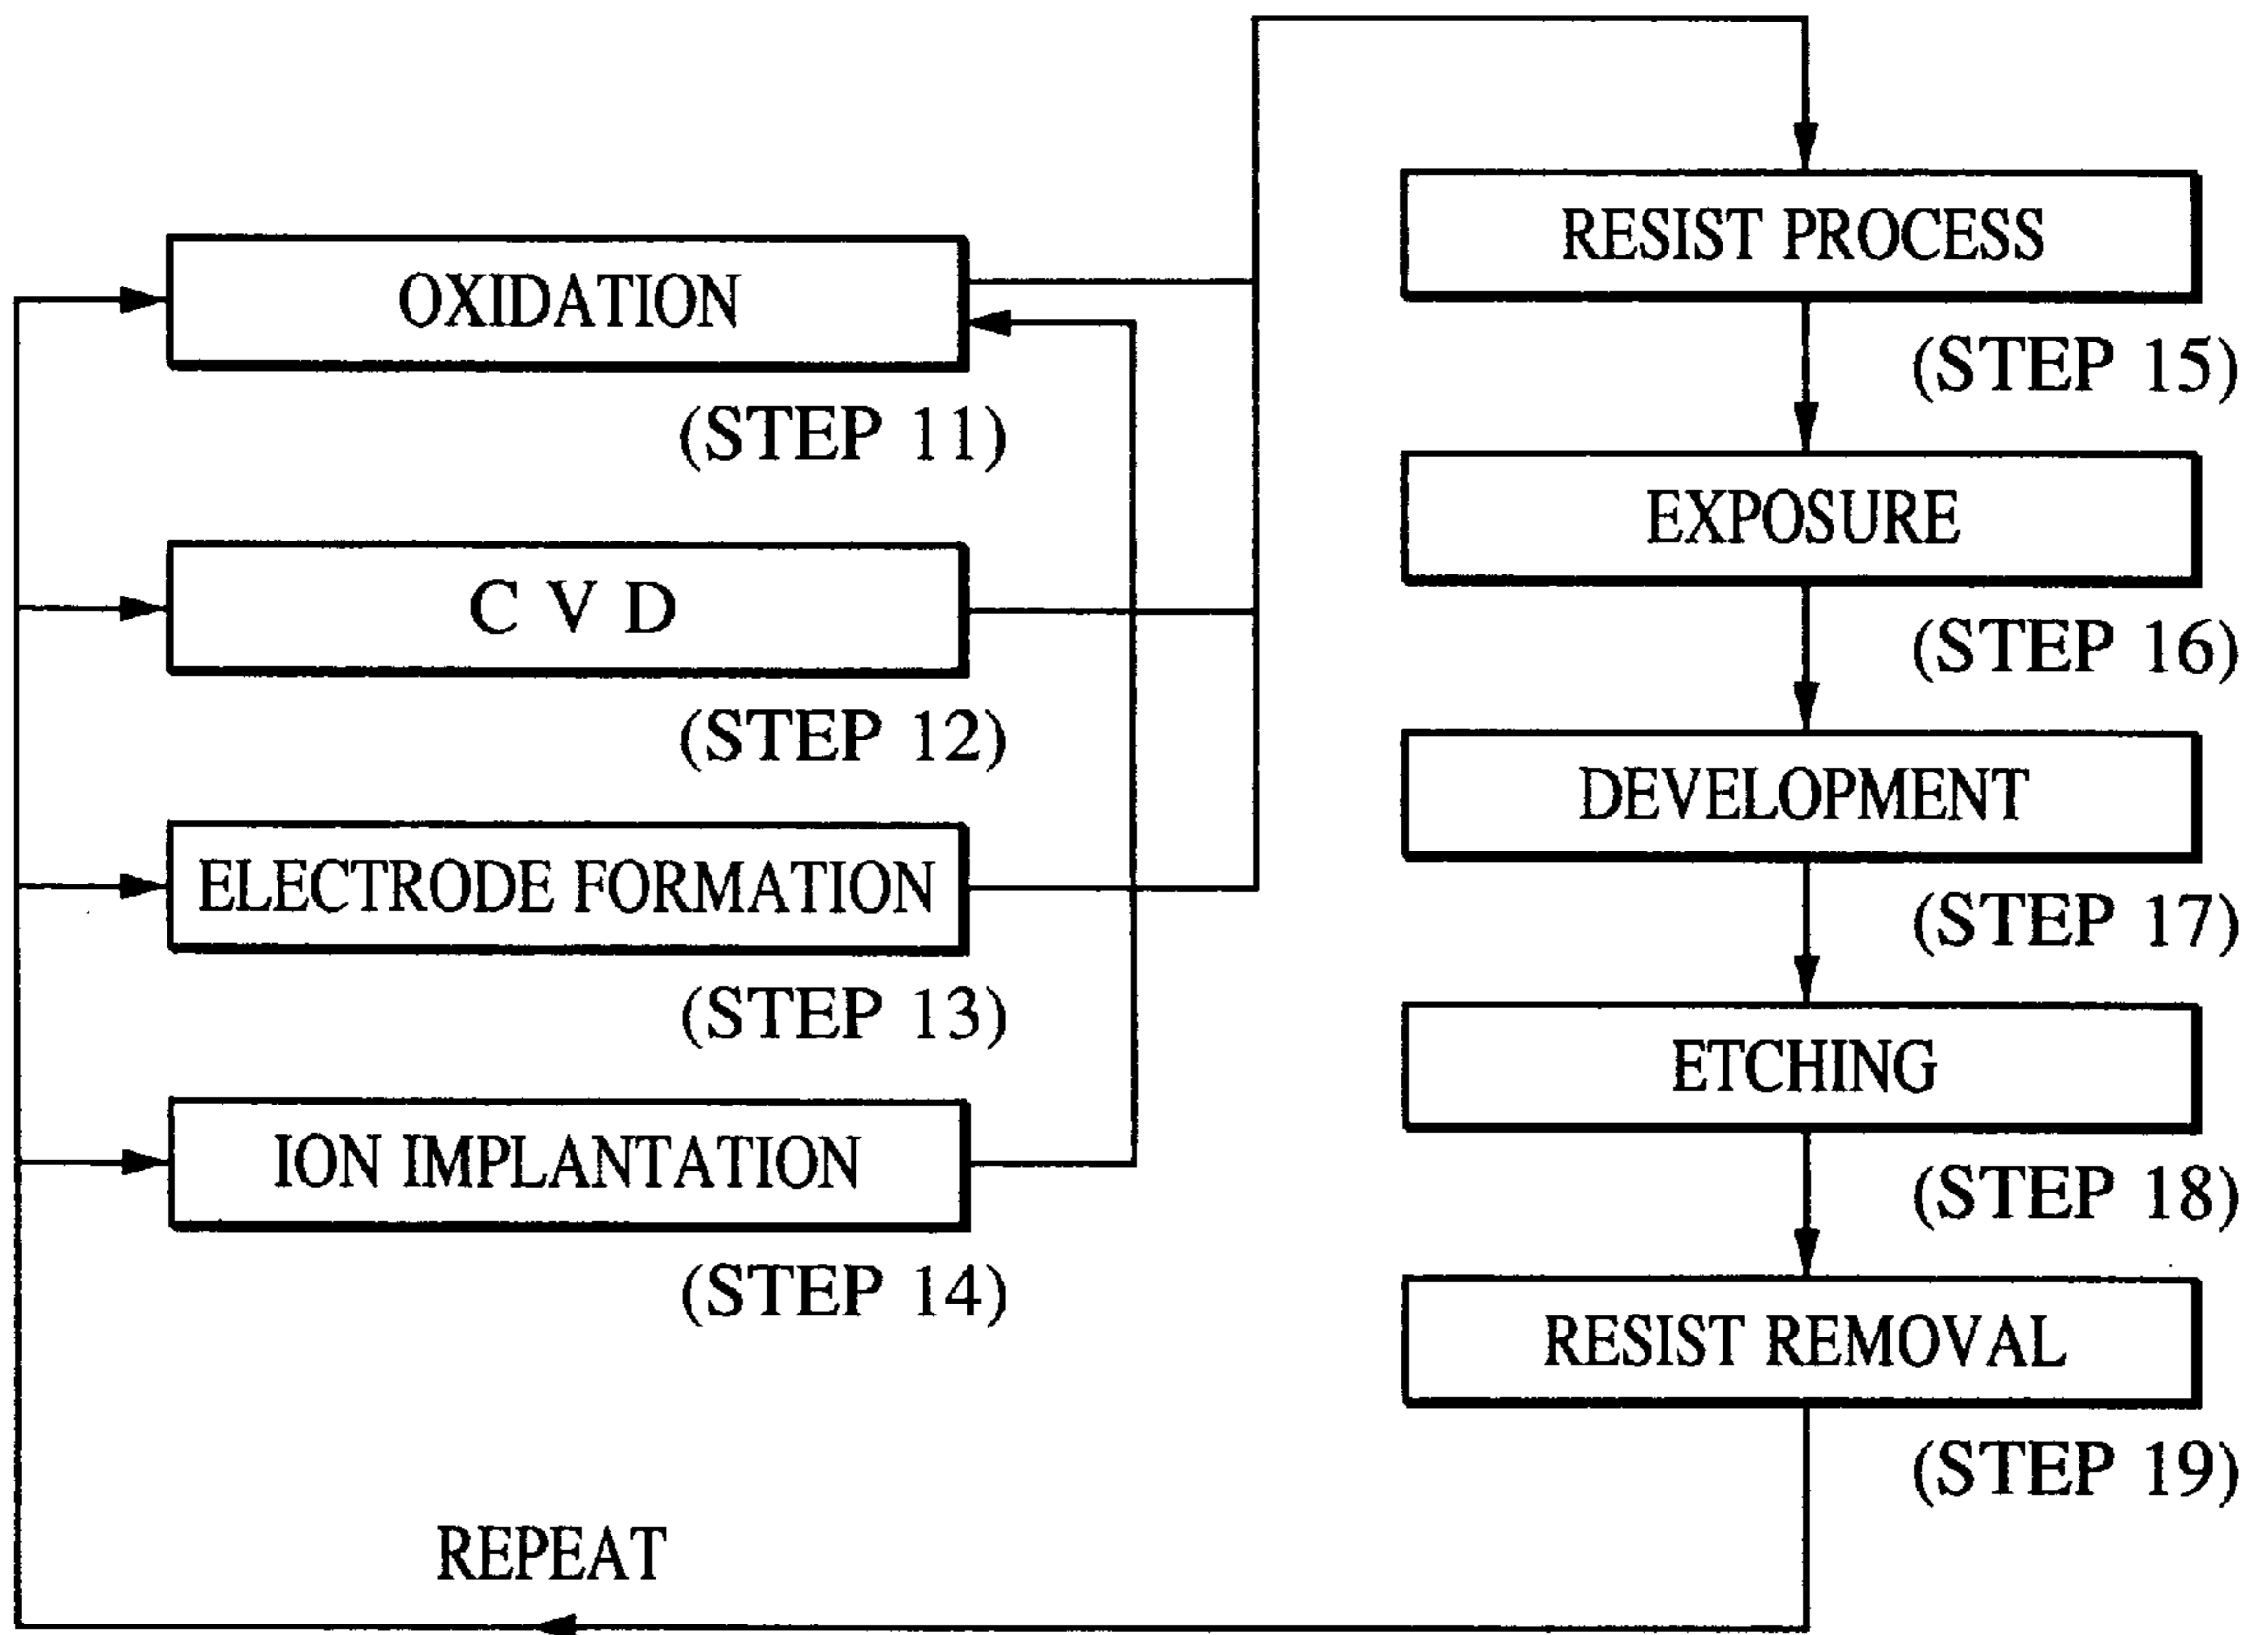 OXIDATION
(STEP 11)
C V D
(STEP 12)
ELECTRODE FORMATION
(STEP 13)
ION IMPLANTATION
(STEP 14)
RESIST PROCESS
(STEP 15)
EXPOSURE
(STEP 16)
DEVELOPMENT
(STEP 17)
ETCHING
(STEP 18)
RESIST REMOVAL
(STEP 19)
REPEAT